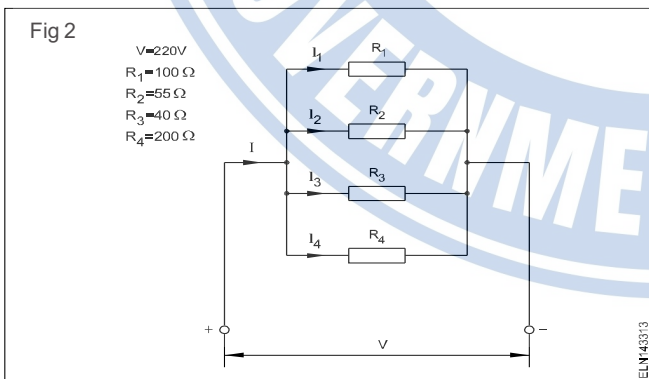 Fig 2
V=220V
R1=100 Ω
R2=55 Ω
R3=40 Ω
R4=200 Ω
I1
R1
I2
R2
I
I3
R3
I4
R4
+
-
V
ELN143313
VERNME